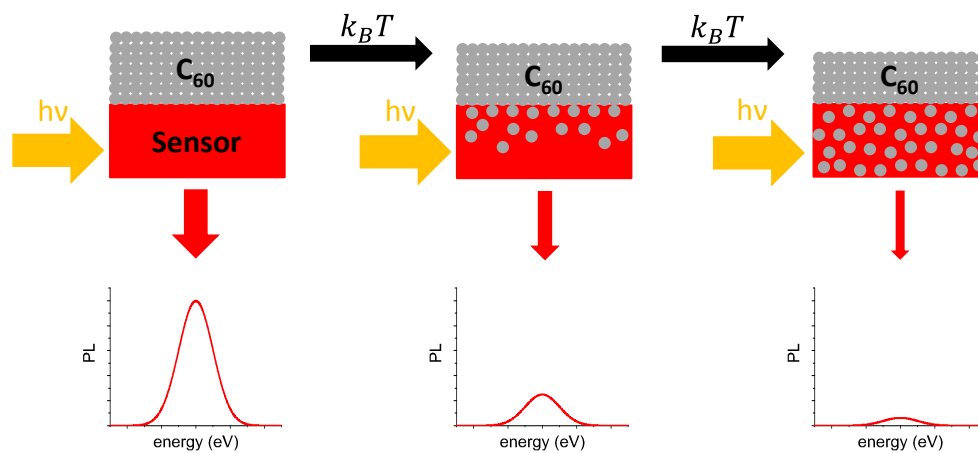 k_BT
k_BT
C₆₀
C₆₀
C₆₀
hν
hν
hν
Sensor
PL
PL
PL
energy (eV)
energy (eV)
energy (eV)